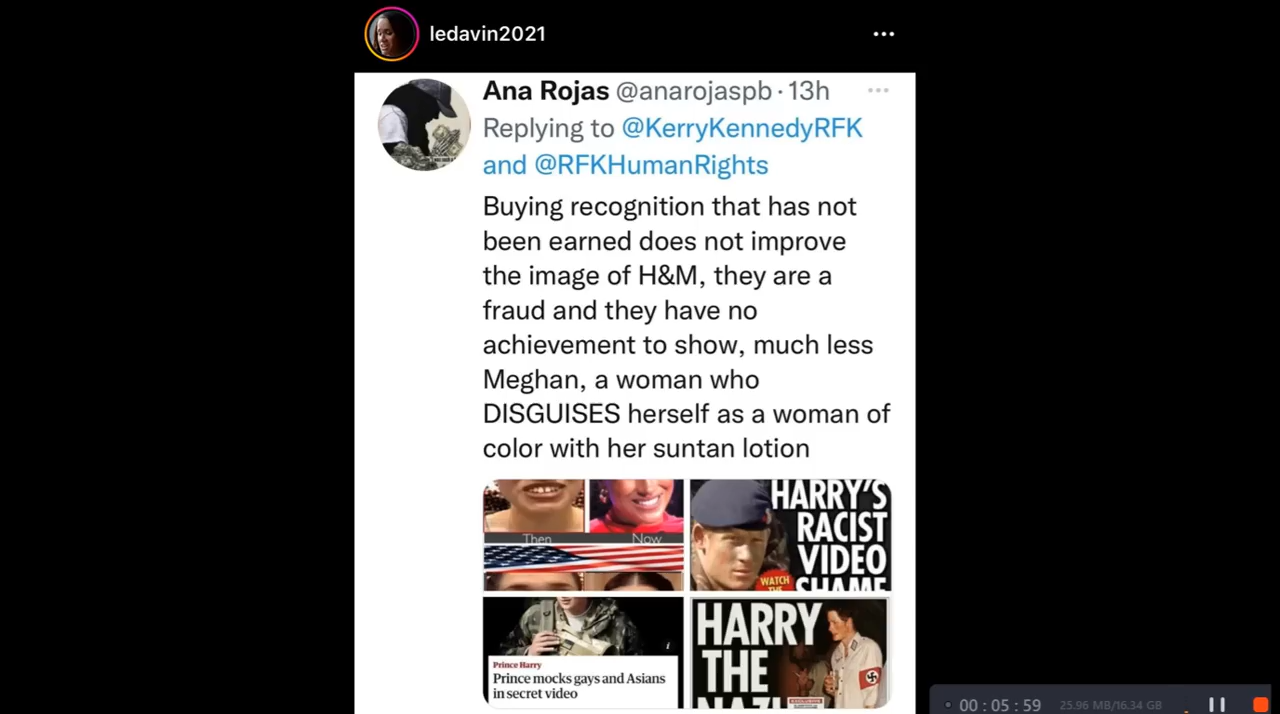 ledavin2021
Ana Rojas @anarojaspb · 13h
Replying to @KerryKennedyRFK
and @RFKHumanRights
Buying recognition that has not
been earned does not improve
the image of H&M, they are a
fraud and they have no
achievement to show, much less
Meghan, a woman who
DISGUISES herself as a woman of
color with her suntan lotion
Then Now
HARRY'S
RACIST
VIDEO
SHAME
WATCH
THE
Prince Harry
Prince mocks gays and Asians
in secret video
HARRY
THE
NAZI
00:05:59 25.96 MB/16.34 GB